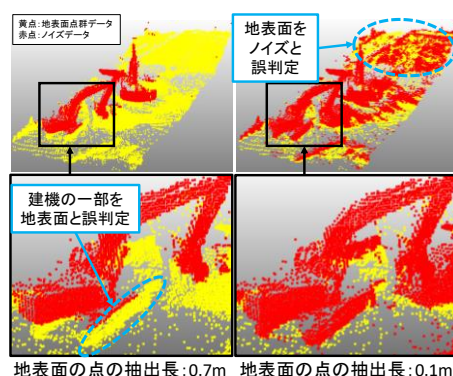 黄点：地表面点群データ
赤点：ノイズデータ
地表面を
ノイズと
誤判定
建機の一部を
地表面と誤判定
地表面の点の抽出長：0.7m
地表面の点の抽出長：0.1m